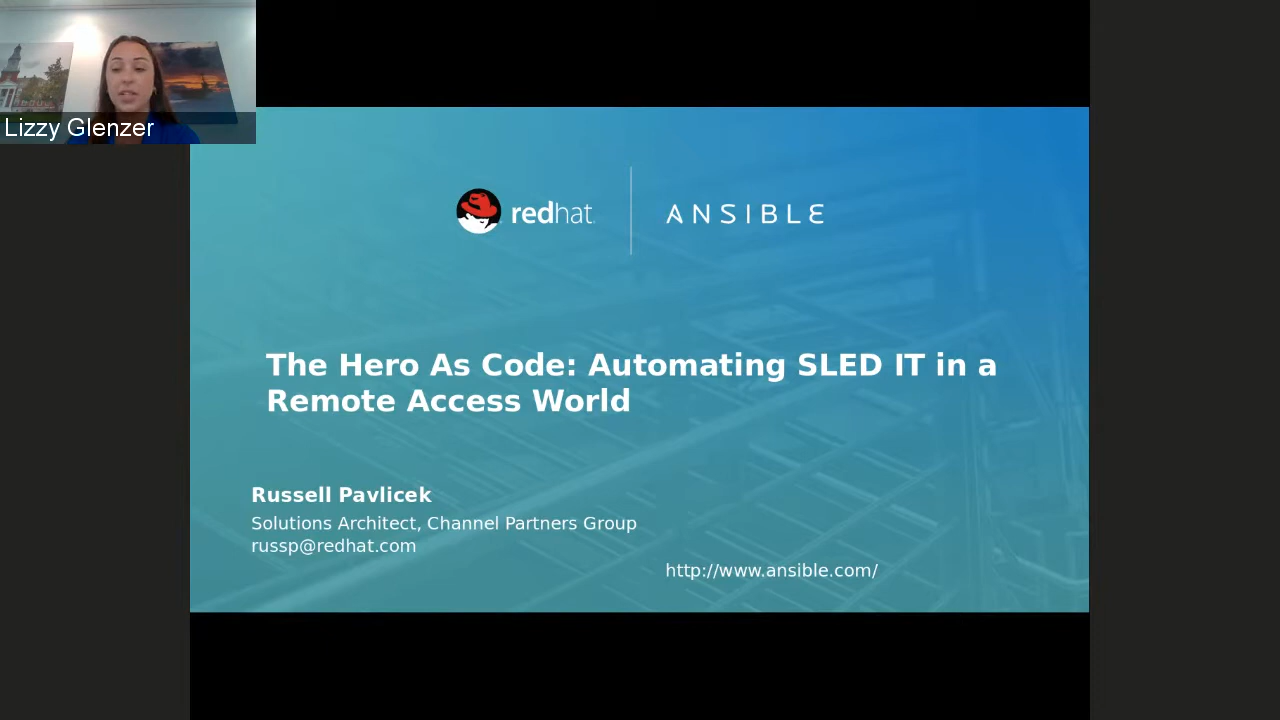 Lizzy Glenzer
redhat.
ANSIBLE
The Hero As Code: Automating SLED IT in a
Remote Access World
Russell Pavlicek
Solutions Architect, Channel Partners Group
russp@redhat.com
http://www.ansible.com/